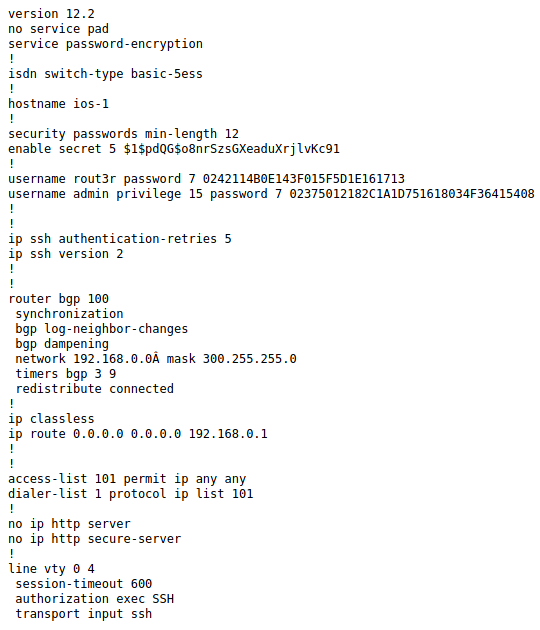 version 12.2
no service pad
service password-encryption
!
isdn switch-type basic-5ess
!
hostname ios-1
!
security passwords min-length 12
enable secret 5 $1$pdQG$o8nrSzsGXeaduXrjlvKc91
!
username rout3r password 7 0242114B0E143F015F5D1E161713
username admin privilege 15 password 7 02375012182C1A1D751618034F36415408
!
!
ip ssh authentication-retries 5
ip ssh version 2
!
!
router bgp 100
 synchronization
 bgp log-neighbor-changes
 bgp dampening
 network 192.168.0.0Â mask 300.255.255.0
 timers bgp 3 9
 redistribute connected
!
ip classless
ip route 0.0.0.0 0.0.0.0 192.168.0.1
!
!
access-list 101 permit ip any any
dialer-list 1 protocol ip list 101
!
no ip http server
no ip http secure-server
!
line vty 0 4
 session-timeout 600
 authorization exec SSH
 transport input ssh